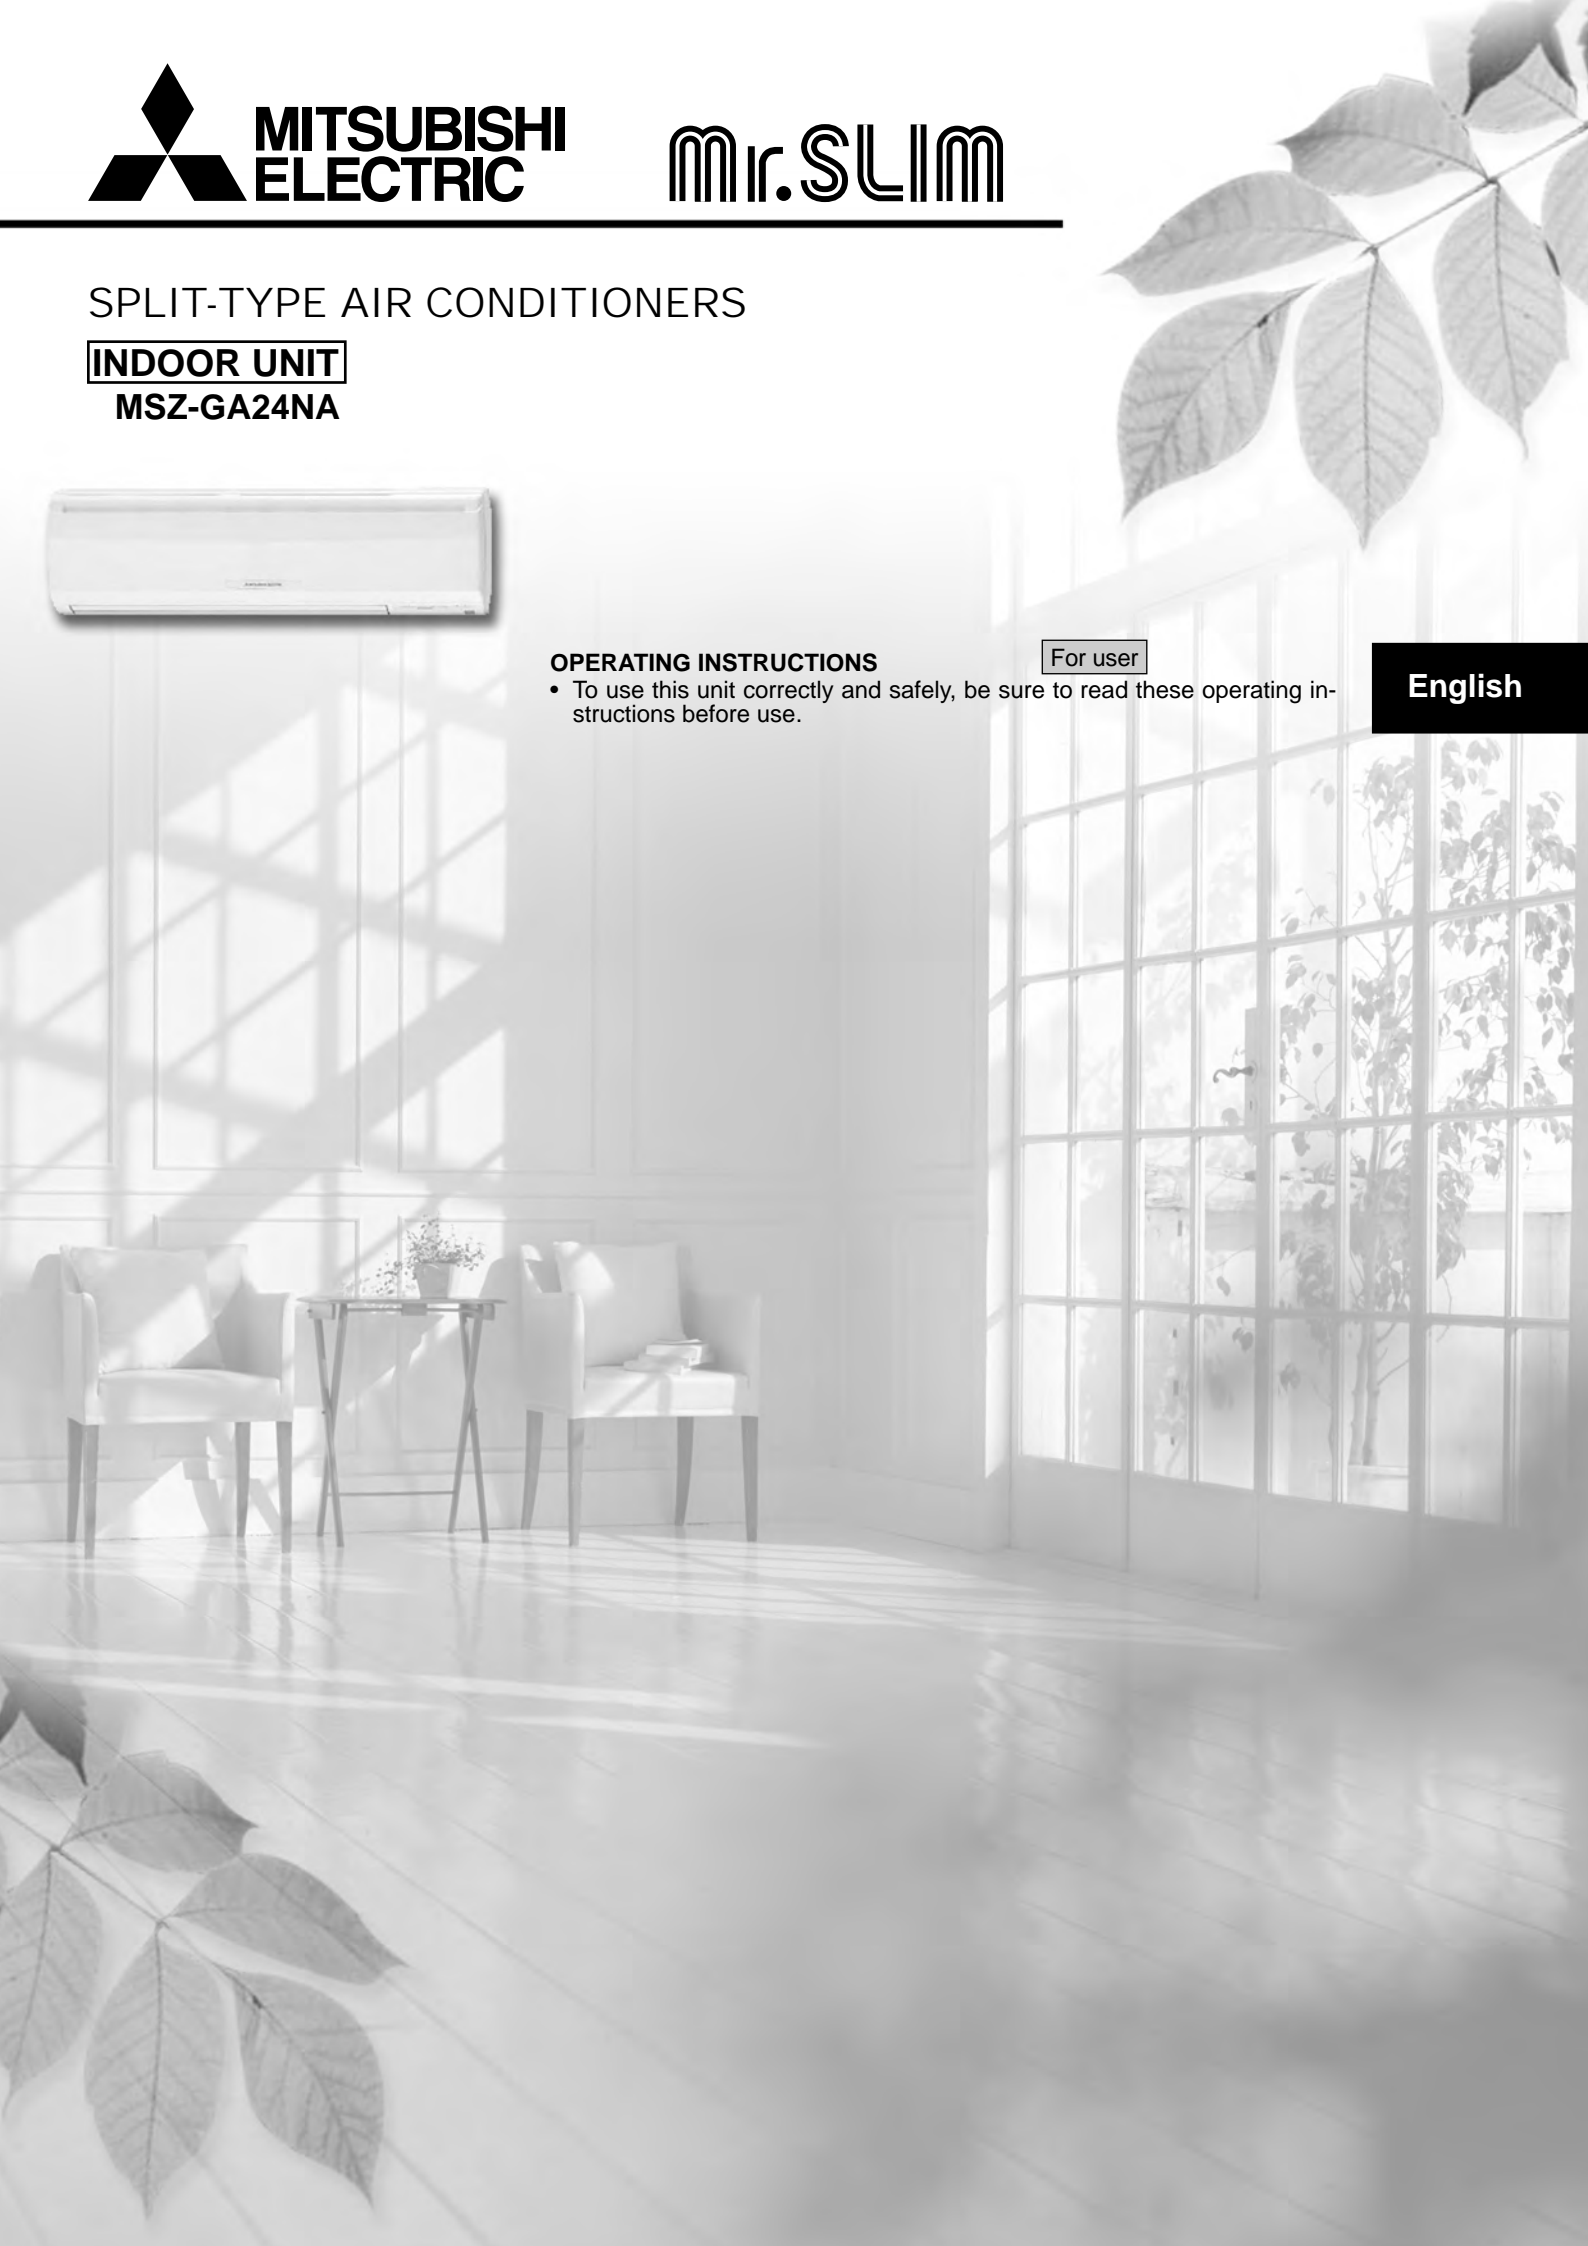 MITSUBISHI
ELECTRIC
Mr.SLIM
SPLIT-TYPE AIR CONDITIONERS
INDOOR UNIT
MSZ-GA24NA
OPERATING INSTRUCTIONS
For user
• To use this unit correctly and safely, be sure to read these operating in-
structions before use.
English